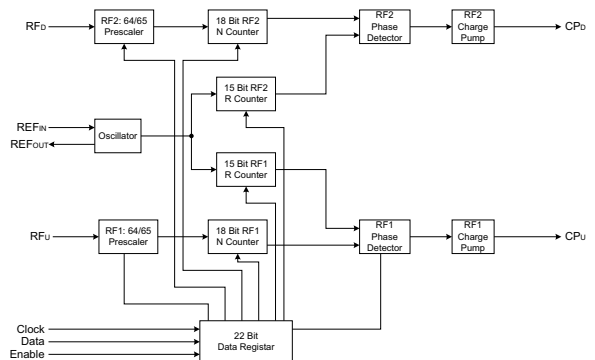 RFD
RF2: 64/65
Prescaler
18 Bit RF2
N Counter
RF2
Phase
Detector
RF2
Charge
Pump
CPD
15 Bit RF2
R Counter
REFIN
REFOUT
Oscillator
15 Bit RF1
R Counter
RFU
RF1: 64/65
Prescaler
18 Bit RF1
N Counter
RF1
Phase
Detector
RF1
Charge
Pump
CPU
Clock
Data
Enable
22 Bit
Data Registar